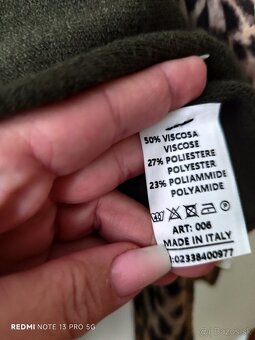 50% VISCOSA
VISCOSE
27% POLIESTERE
POLYESTER
23% POLIAMMIDE
POLYAMIDE
ART: 006
MADE IN ITALY
:02338400977
REDMI NOTE 13 PRO 5G